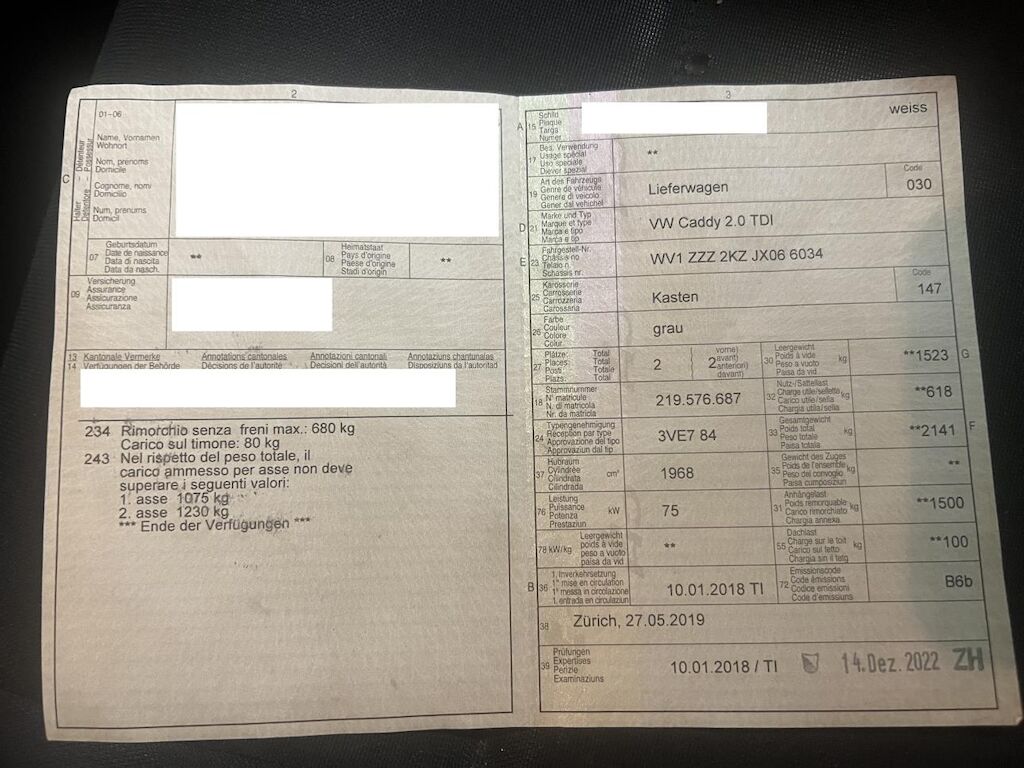 2
01-06
Halter - Détenteur
Detentore - Possessur
C
Name, Vornamen
Wohnort
Nom, prénoms
Domicile
Cognome, nomi
Domicilio
Num, prenums
Domicil
07
Geburtsdatum
Date de naissance
Data di nascita
Data da nasch.
**
08
Heimatstaat
Pays d'origine
Paese d'origine
Stadi d'origin
**
09
Versicherung
Assurance
Assicurazione
Assicuranza
13 Kantonale Vermerke Annotations cantonales Annotazioni cantonali Annotaziuns chantunalas
14 Verfügungen der Behörde Décisions de l'autorité Decisioni dell'autorità Disposiziuns da l'autoritad
234 Rimorchio senza freni max.: 680 kg
Carico sul timone: 80 kg
243 Nel rispetto del peso totale, il
carico ammesso per asse non deve
superare i seguenti valori:
1. asse 1075 kg
2. asse 1230 kg
*** Ende der Verfügungen ***
3
A 15
Schild
Plaque
Targa
Numer
weiss
17
Bes. Verwendung
Usage spécial
Uso speciale
Diever spezial
**
19
Art des Fahrzeugs
Genre de véhicule
Genere di veicolo
Gener dal vehichel
Lieferwagen
Code
030
D 21
Marke und Typ
Marque et type
Marca e tipo
Marca e tip
VW Caddy 2.0 TDI
E 23
Fahrgestell-Nr.
Châssis no
Telaio n.
Schassis nr.
WV1 ZZZ 2KZ JX06 6034
25
Karosserie
Carrosserie
Carrozzeria
Carossaria
Kasten
Code
147
26
Farbe
Couleur
Colore
Colur
grau
27
Plätze: Total
Places: Total
Posti: Totale
Plazs: Total
2
2
vorne)
avant)
anteriori)
davant)
30
Leergewicht
Poids à vide
Peso a vuoto
Paisa da vid
kg
**1523
G
18
Stammnummer
N° matricule
N. di matricola
Nr. da matricla
219.576.687
32
Nutz-/Sattellast
Charge utile/sellette
Carico utile/sella
Chargia utila/sella
kg
**618
24
Typengenehmigung
Réception par type
Approvazione del tipo
Approvaziun dal tip
3VE7 84
33
Gesamtgewicht
Poids total
Peso totale
Paisa totala
kg
**2141
F
37
Hubraum
Cylindrée
Cilindrata
Cilindrada
cm³
1968
35
Gewicht des Zuges
Poids de l'ensemble
Peso del convoglio
Paisa cumposiziun
kg
**
76
Leistung
Puissance
Potenza
Prestaziun
kW
75
31
Anhängelast
Poids remorquable
Carico rimorchiato
Chargia annexa
kg
**1500
78 kW/kg
Leergewicht
poids à vide
peso a vuoto
paisa da vid
**
55
Dachlast
Charge sur le toit
Carico sul tetto
Chargia sin il tetg
kg
**100
B 36
1. Inverkehrsetzung
1re mise en circulation
1a messa in circolazione
1. entrada en circulaziun
10.01.2018 TI
72
Emissionscode
Code émissions
Codice emissioni
Code d'emissiuns
B6b
38
Zürich, 27.05.2019
39
Prüfungen
Expertises
Perizie
Examinaziuns
10.01.2018 / TI
14. Dez. 2022 ZH